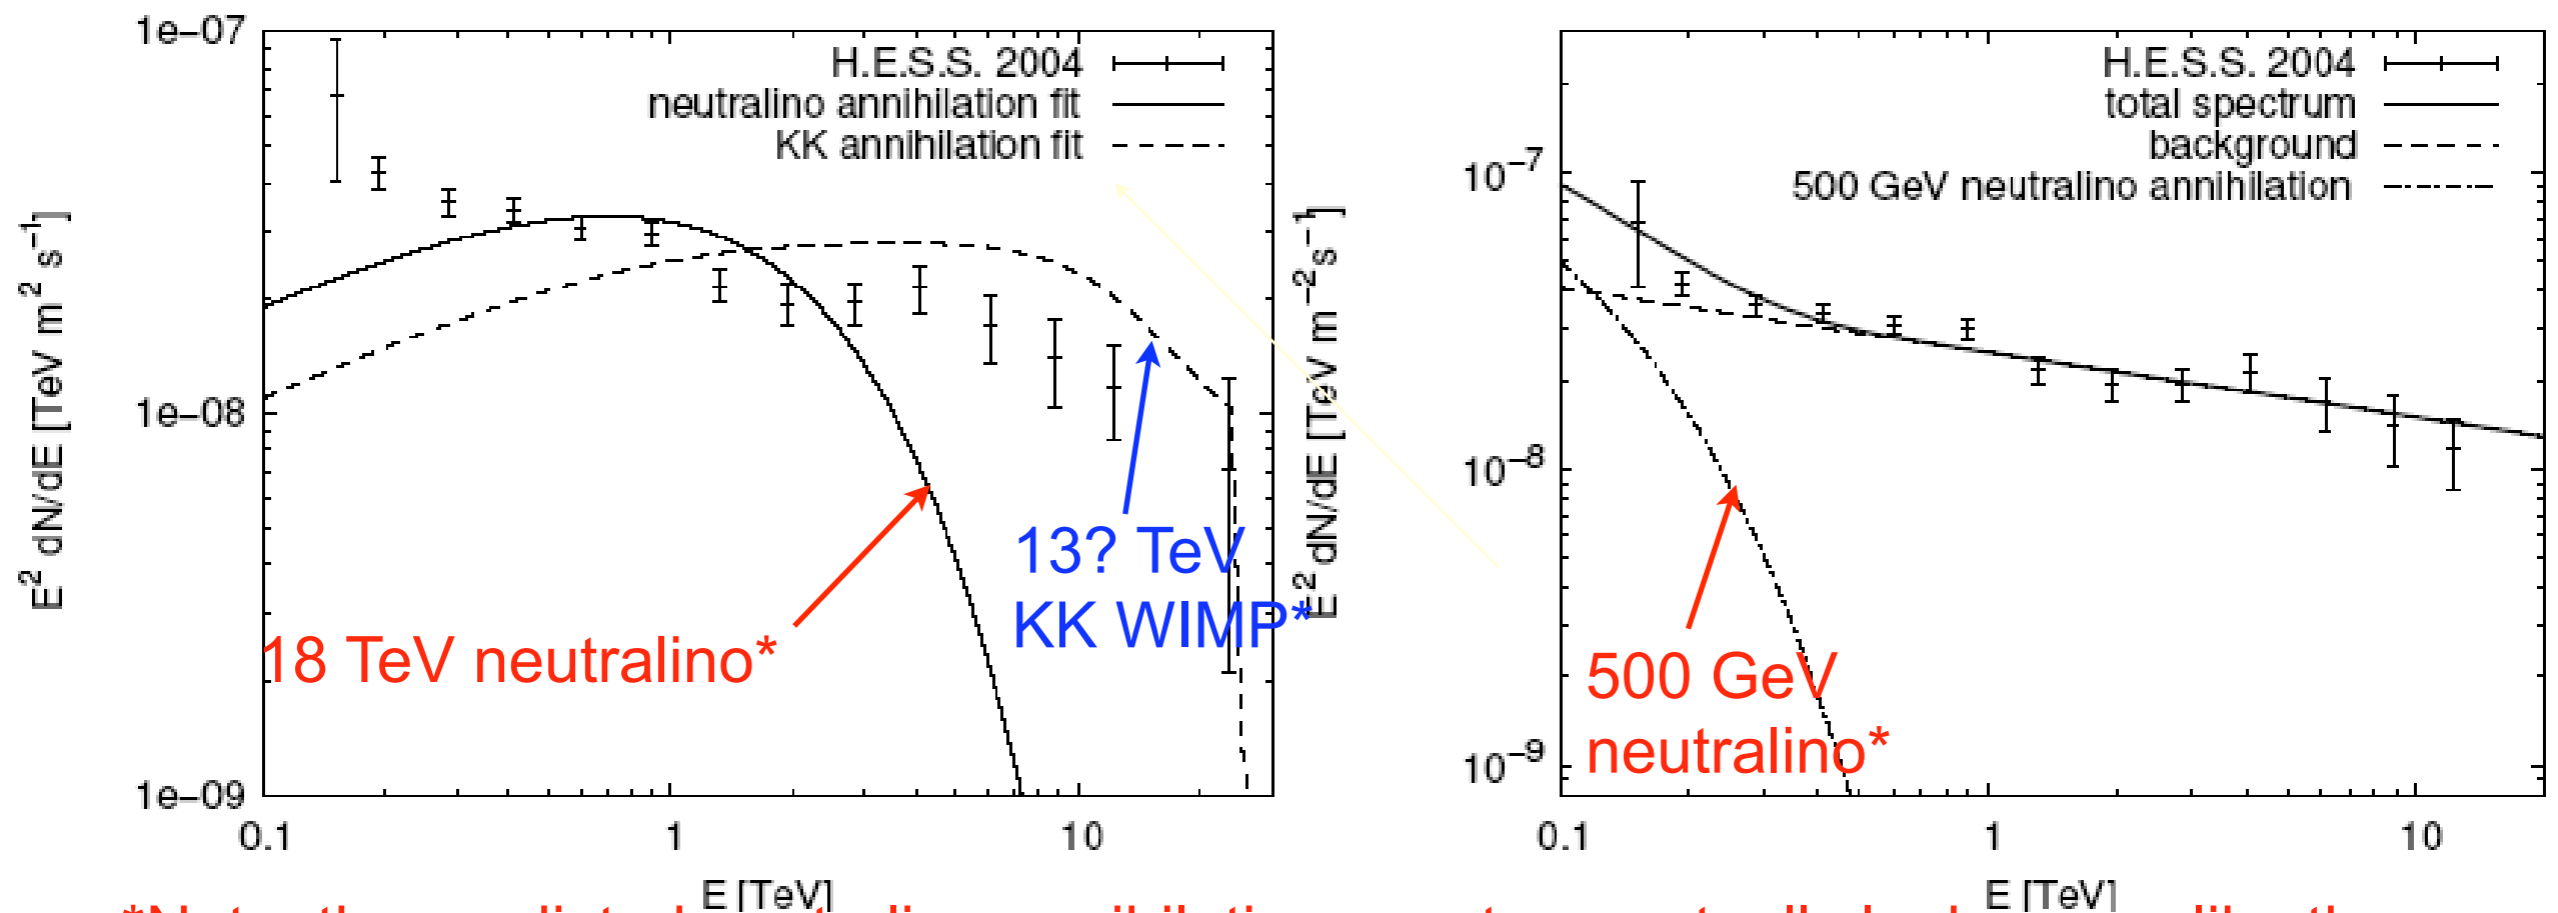 1e−07
1e−08
1e−09
0.1
1
10
E [TeV]
E² dN/dE [TeV m² s⁻¹]
H.E.S.S. 2004
neutralino annihilation fit
KK annihilation fit
18 TeV neutralino*
13? TeV
KK WIMP*
10⁻⁷
10⁻⁸
10⁻⁹
0.1
1
10
E [TeV]
E² dN/dE [TeV m⁻² s⁻¹]
H.E.S.S. 2004
total spectrum
background
500 GeV neutralino annihilation
500 GeV
neutralino*